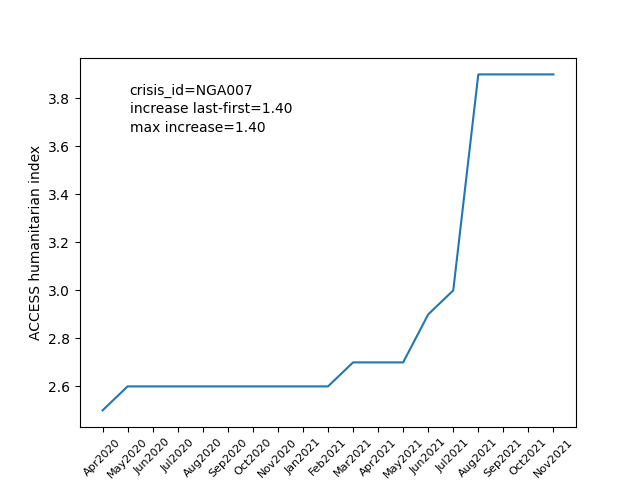 crisis_id=NGA007
increase last-first=1.40
max increase=1.40
ACCESS humanitarian index
3.8
3.6
3.4
3.2
3.0
2.8
2.6
Apr2020
May2020
Jun2020
Jul2020
Aug2020
Sep2020
Oct2020
Nov2020
Jan2021
Feb2021
Mar2021
Apr2021
May2021
Jun2021
Jul2021
Aug2021
Sep2021
Oct2021
Nov2021